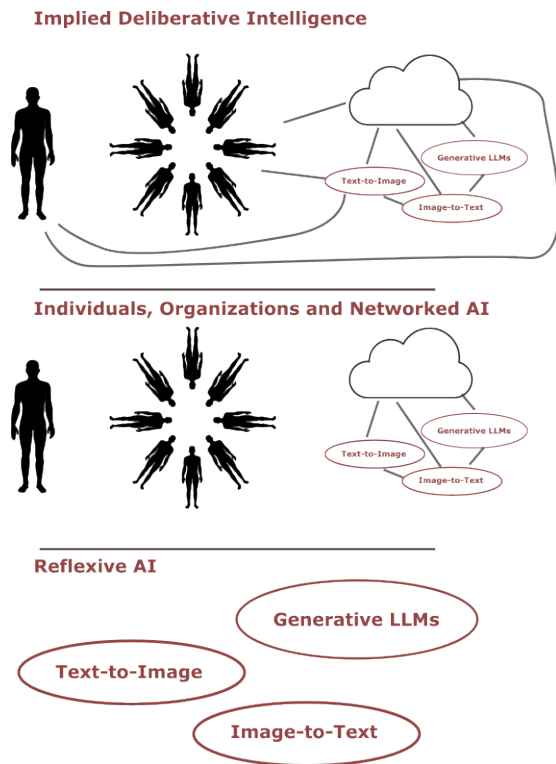 Implied Deliberative Intelligence
Generative LLMs
Text-to-Image
Image-to-Text
Individuals, Organizations and Networked AI
Generative LLMs
Text-to-Image
Image-to-Text
Reflexive AI
Generative LLMs
Text-to-Image
Image-to-Text